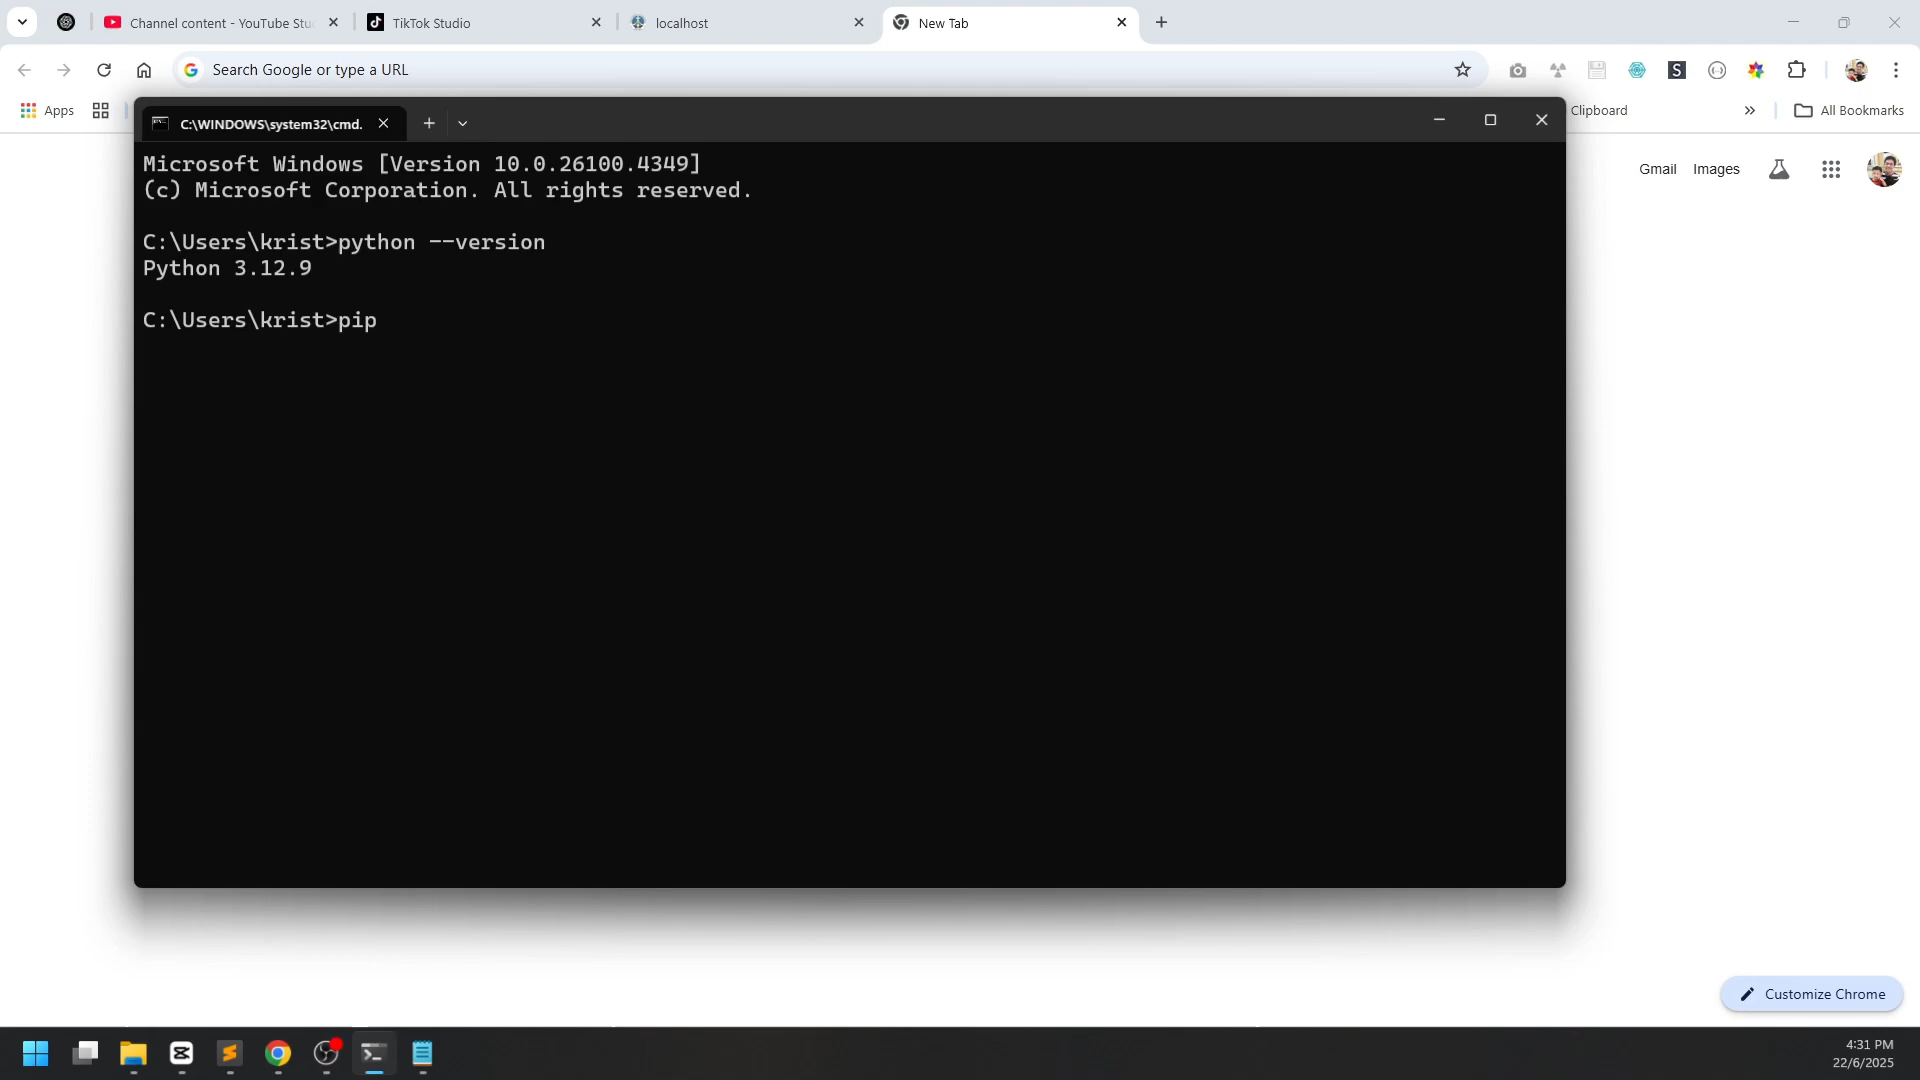 Channel content - YouTube Stu
TikTok Studio
localhost
New Tab
Search Google or type a URL
Apps
Clipboard
All Bookmarks
C:\WINDOWS\system32\cmd.
Gmail
Images
Microsoft Windows [Version 10.0.26100.4349]
(c) Microsoft Corporation. All rights reserved.
C:\Users\krist>python --version
Python 3.12.9
C:\Users\krist>pip
Customize Chrome
4:31 PM
22/6/2025